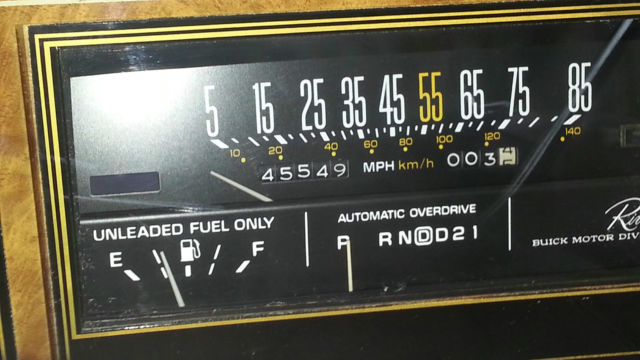 5 15 25 35 45 55 65 75 85
10 20 40 60 80 100 120 140
45549 MPH km/h 003
UNLEADED FUEL ONLY
E F
AUTOMATIC OVERDRIVE
P R N D D 2 1
BUICK MOTOR DIV